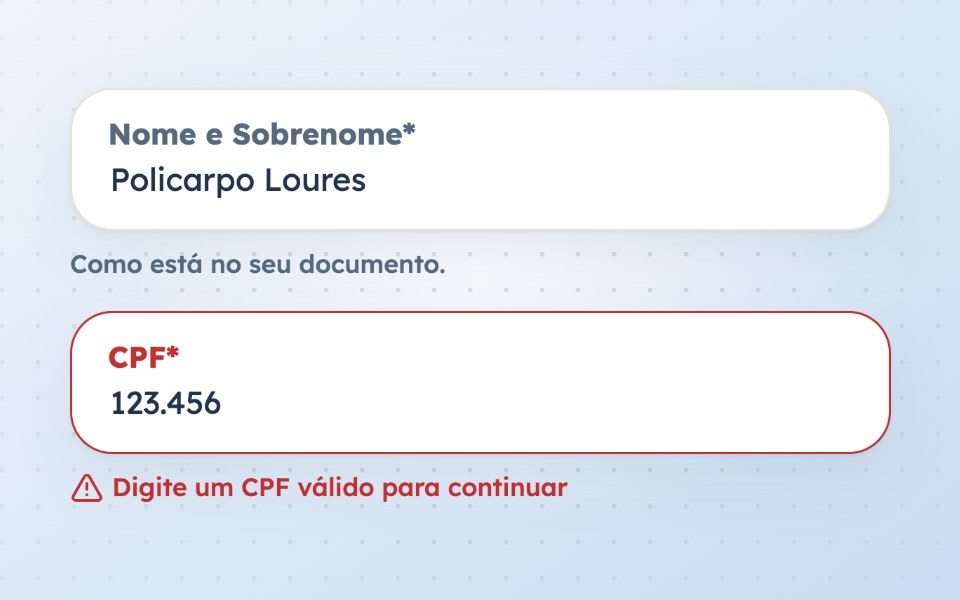 Nome e Sobrenome*
Policarpo Loures
Como está no seu documento.
CPF*
123.456
Digite um CPF válido para continuar